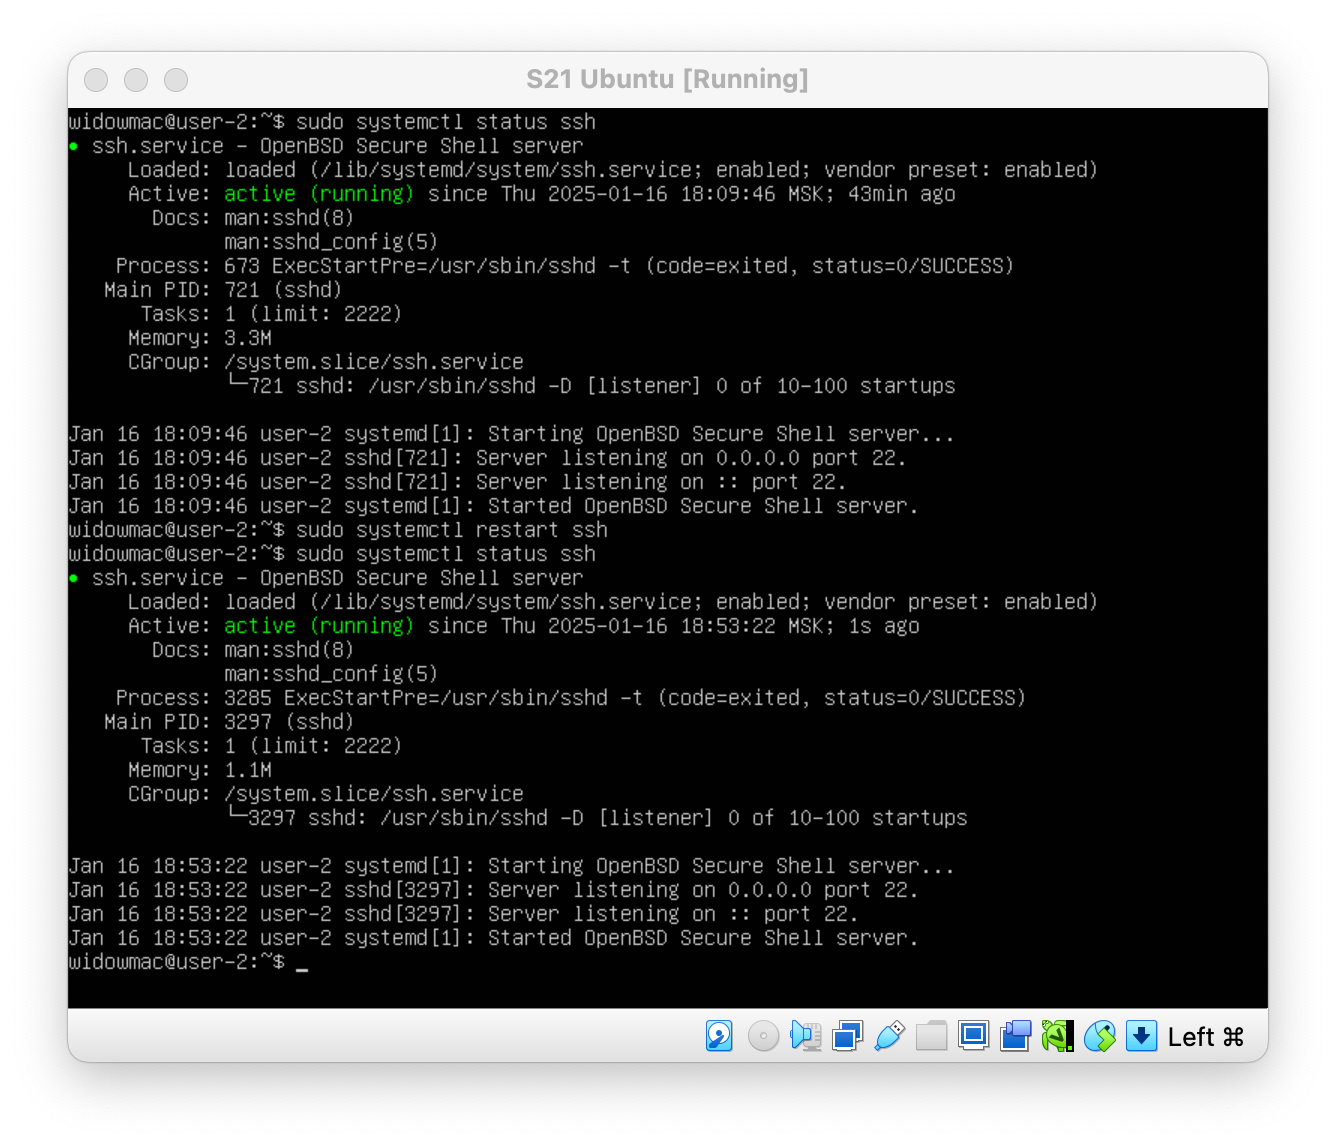 S21 Ubuntu [Running]
widowmac@user-2:~$ sudo systemctl status ssh
● ssh.service - OpenBSD Secure Shell server
     Loaded: loaded (/lib/systemd/system/ssh.service; enabled; vendor preset: enabled)
     Active: active (running) since Thu 2025-01-16 18:09:46 MSK; 43min ago
       Docs: man:sshd(8)
             man:sshd_config(5)
    Process: 673 ExecStartPre=/usr/sbin/sshd -t (code=exited, status=0/SUCCESS)
   Main PID: 721 (sshd)
      Tasks: 1 (limit: 2222)
     Memory: 3.3M
     CGroup: /system.slice/ssh.service
             └─721 sshd: /usr/sbin/sshd -D [listener] 0 of 10-100 startups
Jan 16 18:09:46 user-2 systemd[1]: Starting OpenBSD Secure Shell server...
Jan 16 18:09:46 user-2 sshd[721]: Server listening on 0.0.0.0 port 22.
Jan 16 18:09:46 user-2 sshd[721]: Server listening on :: port 22.
Jan 16 18:09:46 user-2 systemd[1]: Started OpenBSD Secure Shell server.
widowmac@user-2:~$ sudo systemctl restart ssh
widowmac@user-2:~$ sudo systemctl status ssh
● ssh.service - OpenBSD Secure Shell server
     Loaded: loaded (/lib/systemd/system/ssh.service; enabled; vendor preset: enabled)
     Active: active (running) since Thu 2025-01-16 18:53:22 MSK; 1s ago
       Docs: man:sshd(8)
             man:sshd_config(5)
    Process: 3285 ExecStartPre=/usr/sbin/sshd -t (code=exited, status=0/SUCCESS)
   Main PID: 3297 (sshd)
      Tasks: 1 (limit: 2222)
     Memory: 1.1M
     CGroup: /system.slice/ssh.service
             └─3297 sshd: /usr/sbin/sshd -D [listener] 0 of 10-100 startups
Jan 16 18:53:22 user-2 systemd[1]: Starting OpenBSD Secure Shell server...
Jan 16 18:53:22 user-2 sshd[3297]: Server listening on 0.0.0.0 port 22.
Jan 16 18:53:22 user-2 sshd[3297]: Server listening on :: port 22.
Jan 16 18:53:22 user-2 systemd[1]: Started OpenBSD Secure Shell server.
widowmac@user-2:~$ _
Left ⌘